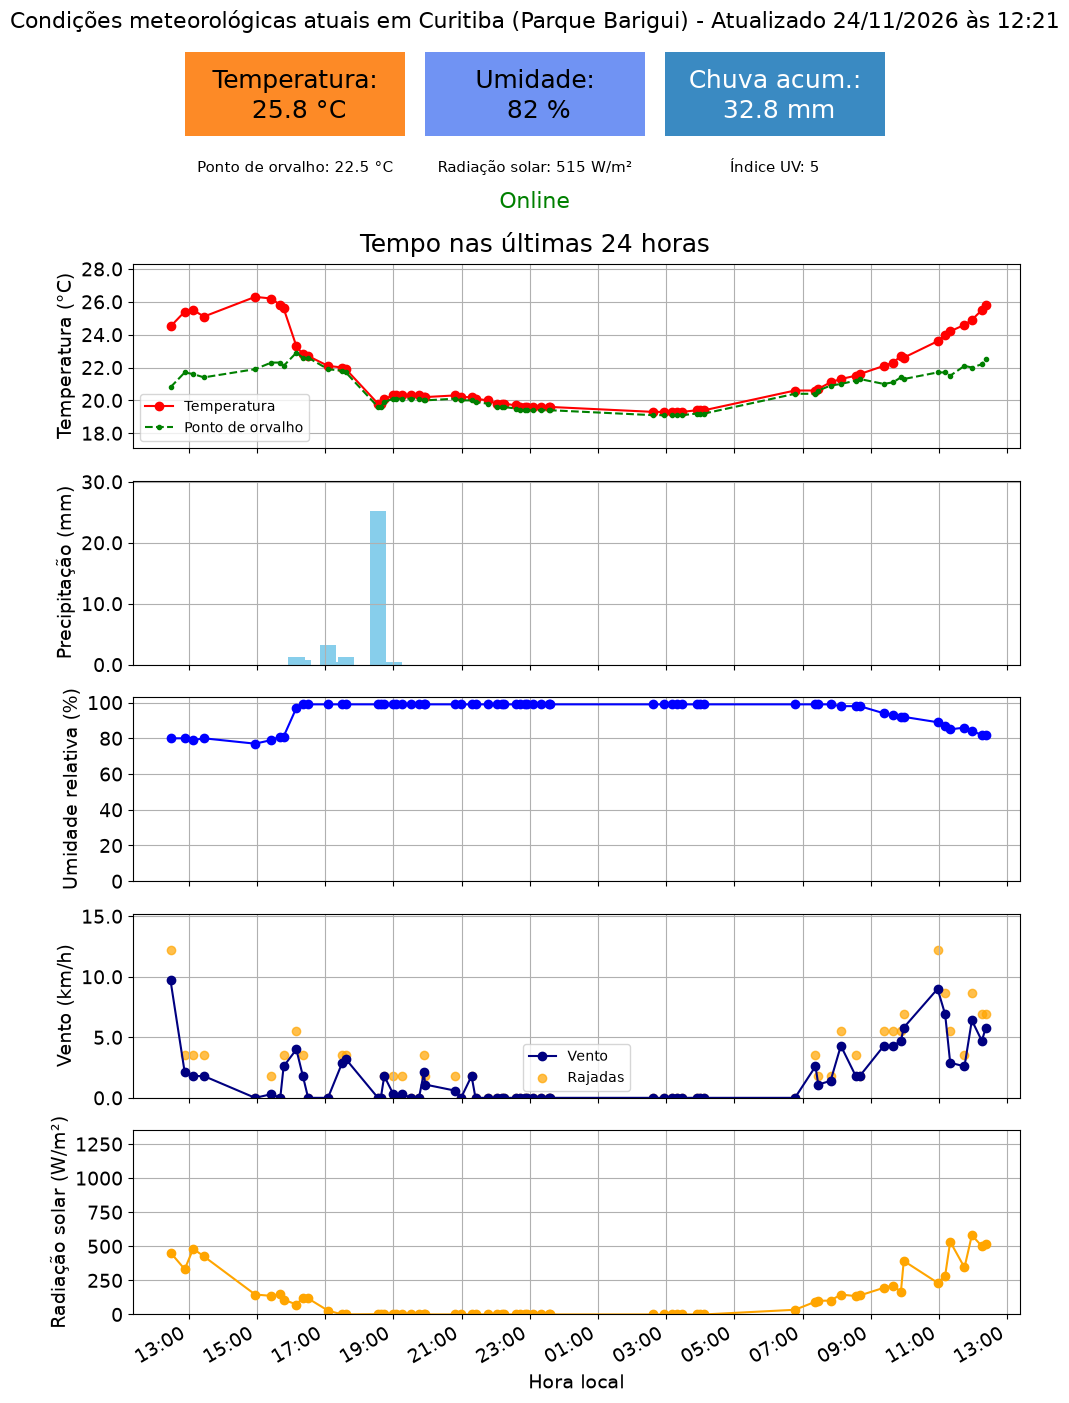 Condições meteorológicas atuais em Curitiba (Parque Barigui) - Atualizado 24/11/2026 às 12:21
Temperatura:
25.8 °C
Umidade:
82 %
Chuva acum.:
32.8 mm
Ponto de orvalho: 22.5 °C
Radiação solar: 515 W/m²
Índice UV: 5
Online
Tempo nas últimas 24 horas
Temperatura (°C)
28.0
26.0
24.0
22.0
20.0
18.0
Temperatura
Ponto de orvalho
Precipitação (mm)
30.0
20.0
10.0
0.0
Umidade relativa (%)
100
80
60
40
20
0
Vento (km/h)
15.0
10.0
5.0
0.0
Vento
Rajadas
Radiação solar (W/m²)
1250
1000
750
500
250
0
13:00
15:00
17:00
19:00
21:00
23:00
01:00
03:00
05:00
07:00
09:00
11:00
13:00
Hora local